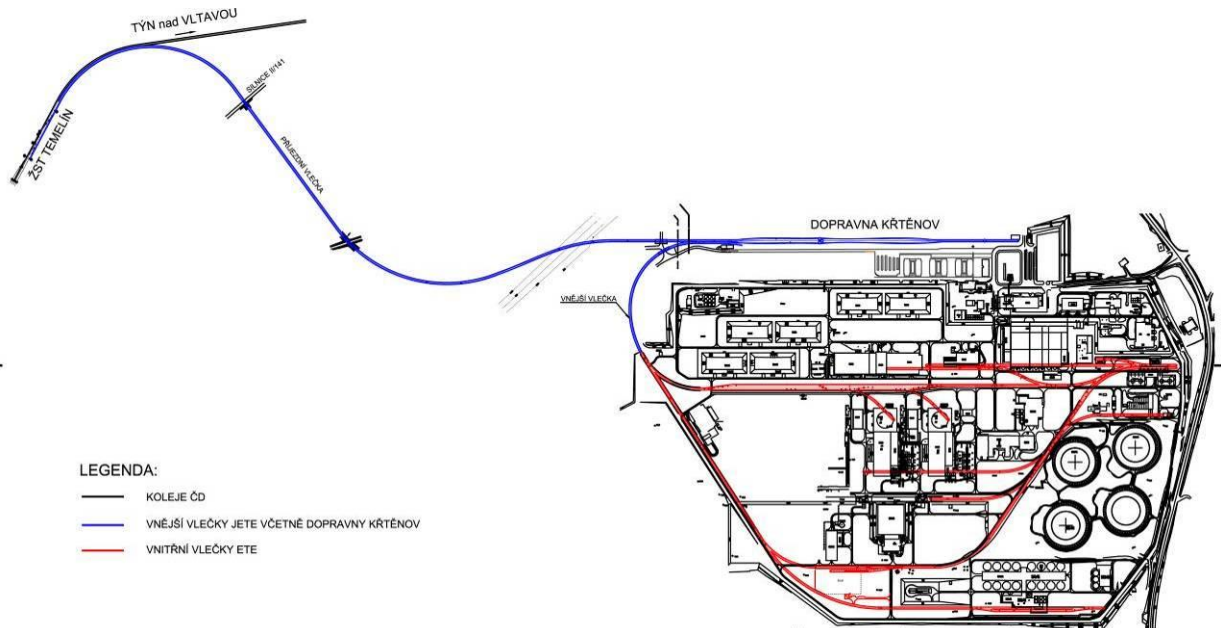 TÝN nad VLTAVOU
SILNICE II/141
ŽST TEMELÍN
PŘÍJEZDNÍ VLEČKA
DOPRAVNA KŘTĚNOV
VNĚJŠÍ VLEČKA
LEGENDA:
KOLEJE ČD
VNĚJŠÍ VLEČKY JETE VČETNĚ DOPRAVNY KŘTĚNOV
VNITŘNÍ VLEČKY ETE